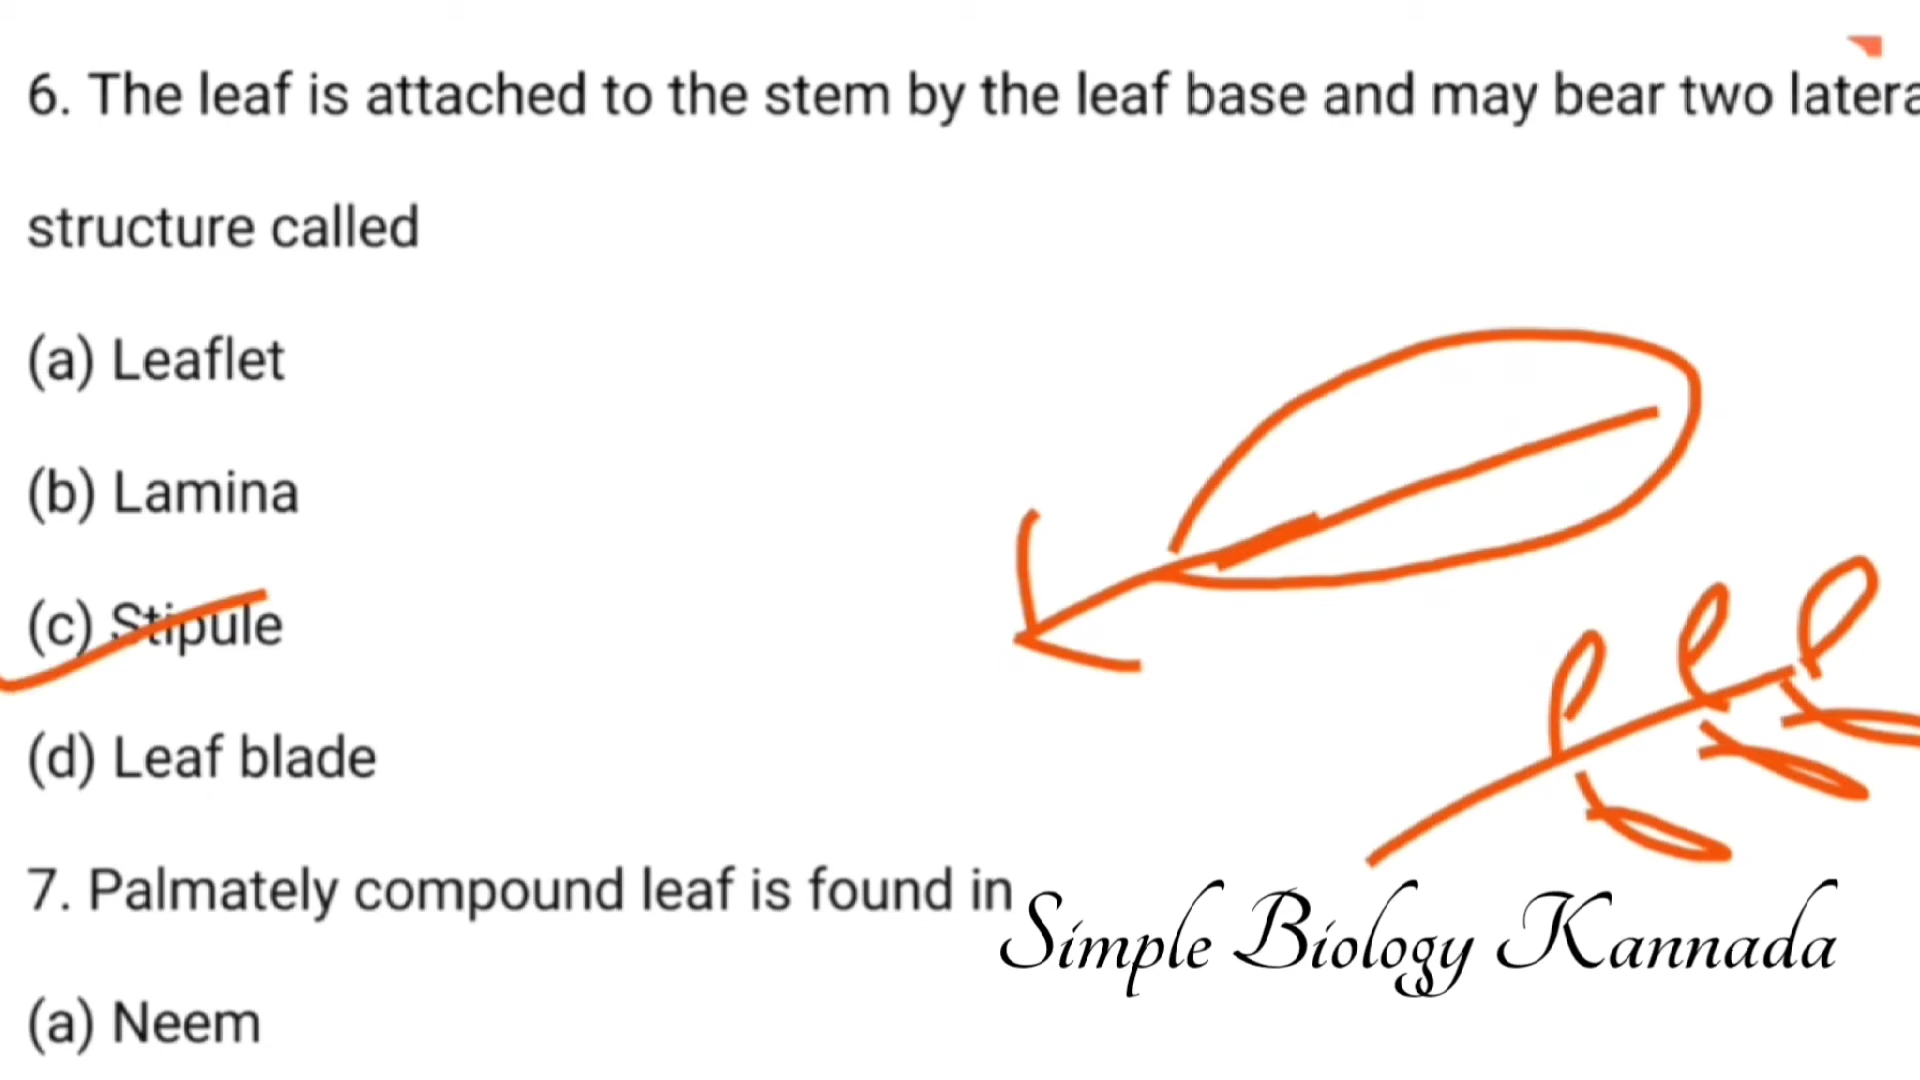 6. The leaf is attached to the stem by the leaf base and may bear two latera
structure called
(a) Leaflet
(b) Lamina
(c) Stipule
(d) Leaf blade
7. Palmately compound leaf is found in
Simple Biology Kannada
(a) Neem